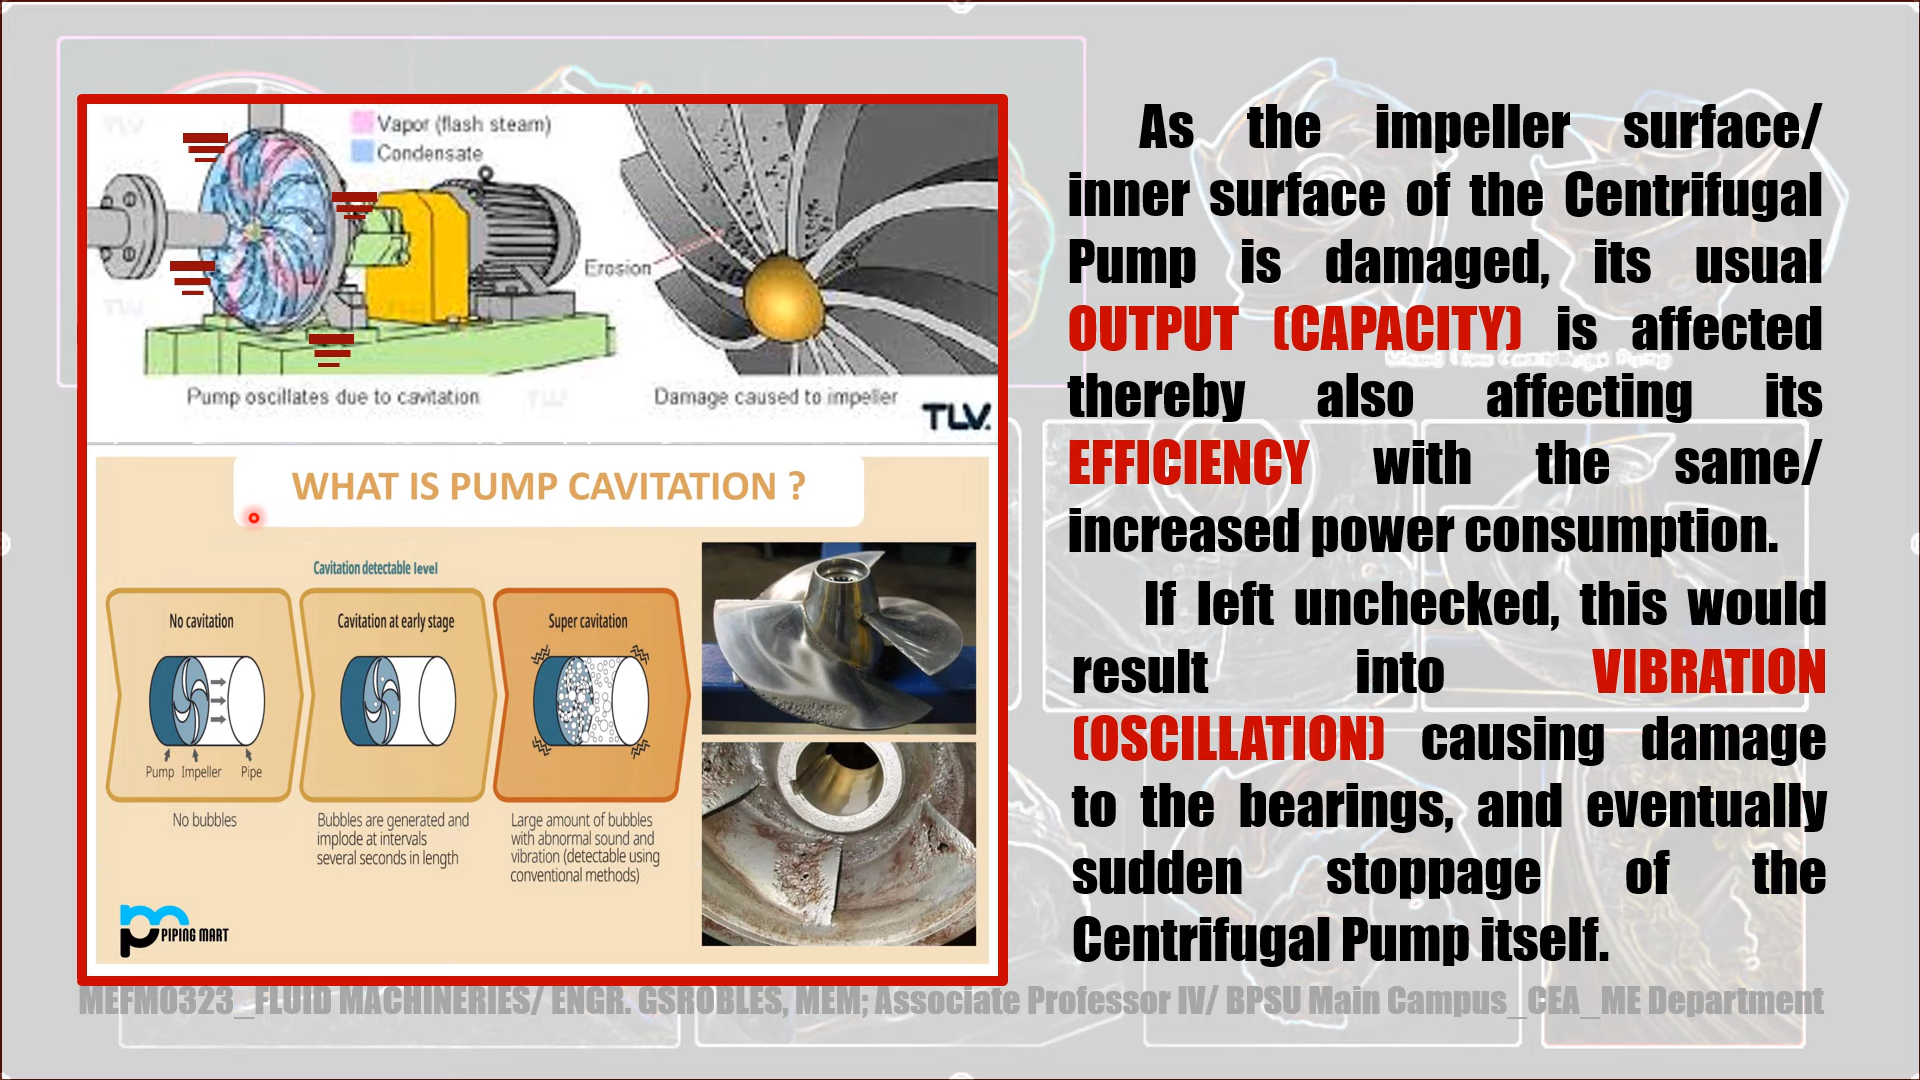 Vapor (flash steam)
Condensate
Erosion
Pump oscillates due to cavitation
Damage caused to impeller
TLV.
WHAT IS PUMP CAVITATION ?
Cavitation detectable level
No cavitation
Pump Impeller Pipe
No bubbles
Cavitation at early stage
Bubbles are generated and
implode at intervals
several seconds in length
Super cavitation
Large amount of bubbles
with abnormal sound and
vibration (detectable using
conventional methods)
PIPING MART
As the impeller surface/
inner surface of the Centrifugal
Pump is damaged, its usual
OUTPUT (CAPACITY) is affected
thereby also affecting its
EFFICIENCY with the same/
increased power consumption.
If left unchecked, this would
result into VIBRATION
(OSCILLATION) causing damage
to the bearings, and eventually
sudden stoppage of the
Centrifugal Pump itself.
MEFM0323_FLUID MACHINERIES/ ENGR. GSROBLES, MEM; Associate Professor IV/ BPSU Main Campus_CEA_ME Department